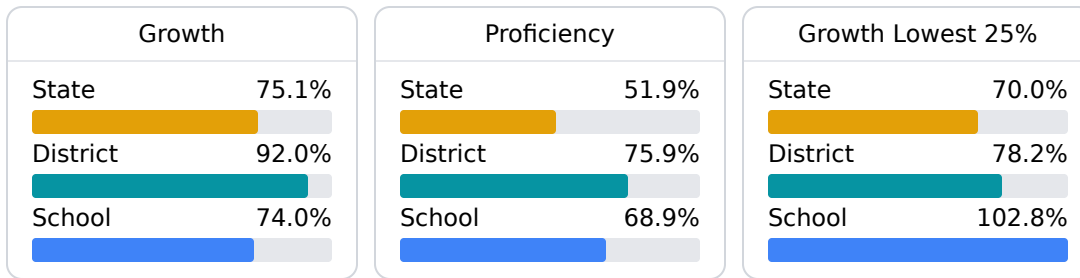 Growth
State 75.1%
District 92.0%
School 74.0%
Proficiency
State 51.9%
District 75.9%
School 68.9%
Growth Lowest 25%
State 70.0%
District 78.2%
School 102.8%